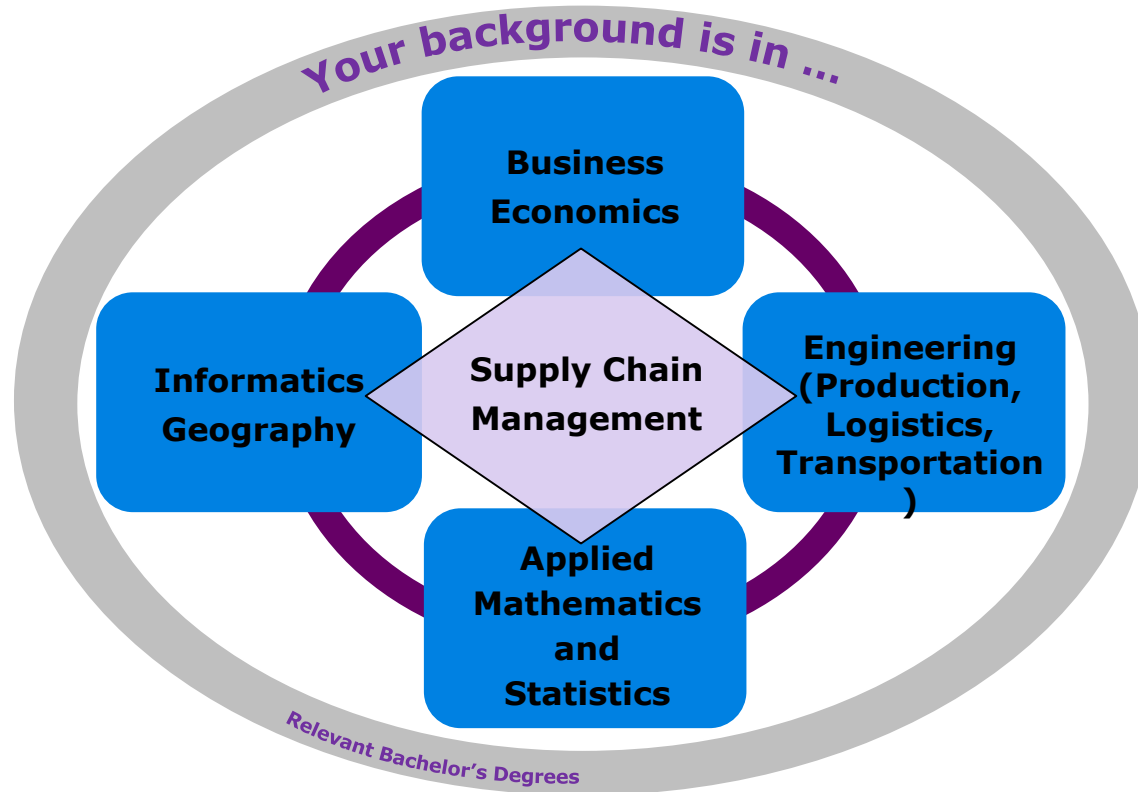 Your background is in ...
Business
Economics
Informatics
Geography
Supply Chain
Management
Engineering
(Production,
Logistics,
Transportation
)
Applied
Mathematics
and
Statistics
Relevant Bachelor’s Degrees